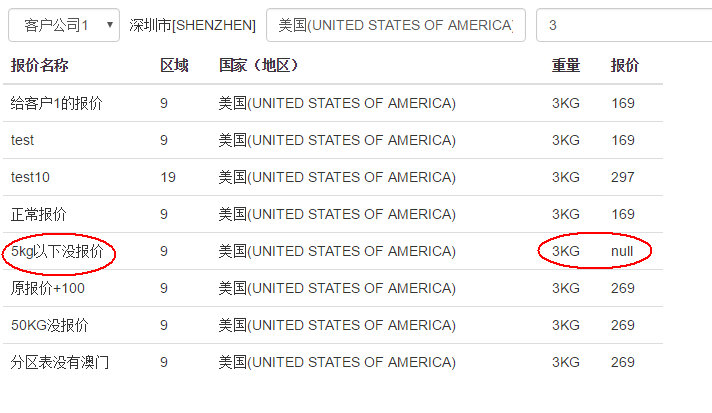 客户公司1 深圳市[SHENZHEN] 美国(UNITED STATES OF AMERICA) 3
报价名称 区域 国家（地区） 重量 报价
给客户1的报价 9 美国(UNITED STATES OF AMERICA) 3KG 169
test 9 美国(UNITED STATES OF AMERICA) 3KG 169
test10 19 美国(UNITED STATES OF AMERICA) 3KG 297
正常报价 9 美国(UNITED STATES OF AMERICA) 3KG 169
5kg以下没报价 9 美国(UNITED STATES OF AMERICA) 3KG null
原报价+100 9 美国(UNITED STATES OF AMERICA) 3KG 269
50KG没报价 9 美国(UNITED STATES OF AMERICA) 3KG 269
分区表没有澳门 9 美国(UNITED STATES OF AMERICA) 3KG 269